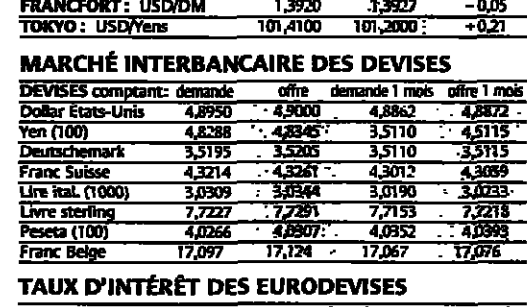 FRANCFORT : USD/DM 1,3920 1,3927 – 0,05
TOKYO : USD/Yens 101,4100 101,2000 +0,21
MARCHÉ INTERBANCAIRE DES DEVISES
DEVISES comptant: demande offre demande 1 mois offre 1 mois
Dollar États-Unis 4,8950 4,9000 4,8862 4,8872
Yen (100) 4,8288 4,8345 3,5110 4,5115
Deutschemark 3,5195 3,5205 3,5110 3,5115
Franc Suisse 4,3214 4,3261 4,3012 4,3059
Lire ital. (1000) 3,0309 3,0344 3,0190 3,0233
Livre sterling 7,7227 7,7291 7,7153 7,7218
Peseta (100) 4,0266 4,0307 4,0352 4,0393
Franc Belge 17,097 17,124 17,067 17,076
TAUX D'INTÉRÊT DES EURODEVISES